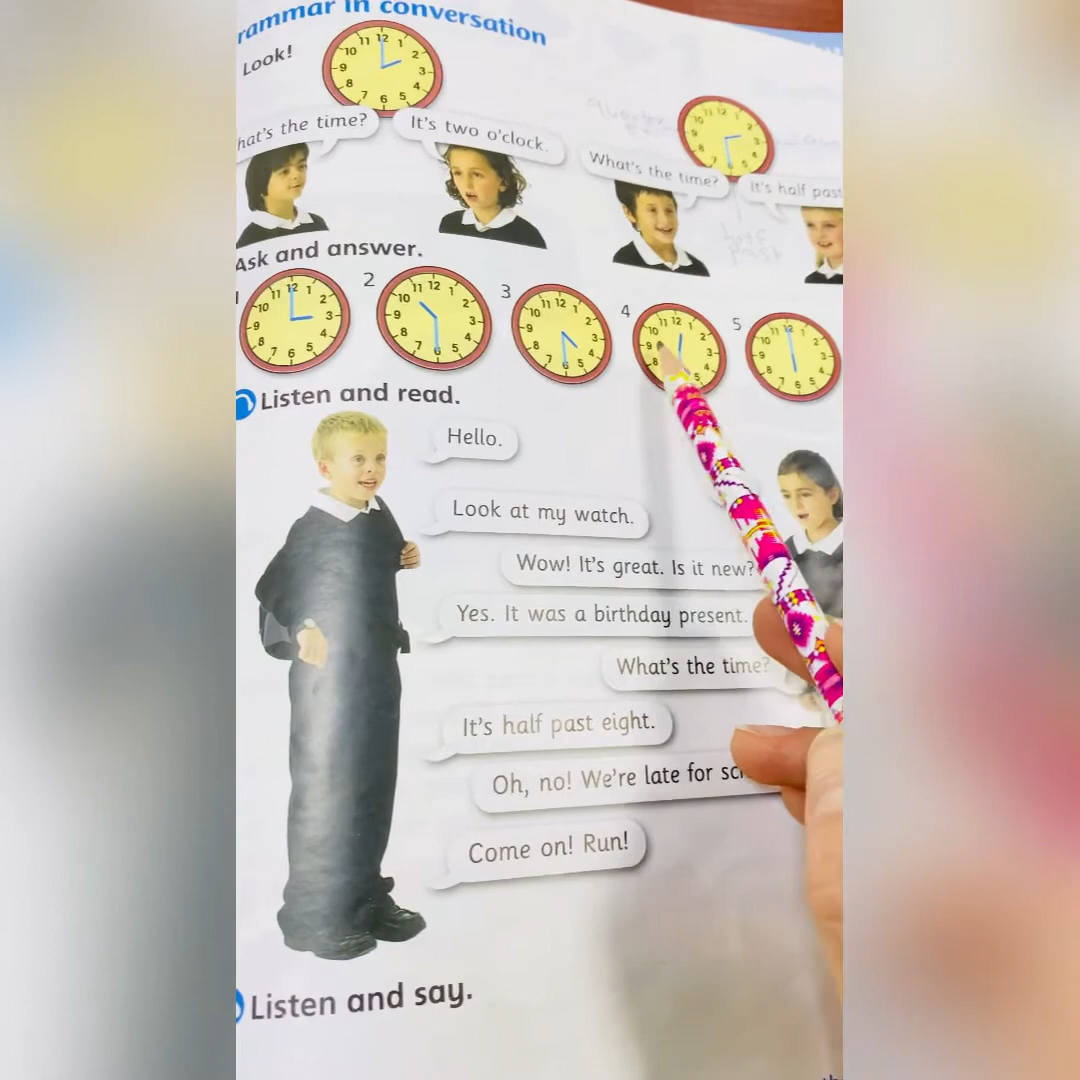 rammar in conversation
Look!
hat's the time?
It's two o'clock.
What's the time?
It's half past
Ask and answer.
1
2
3
4
5
Listen and read.
Hello.
Look at my watch.
Wow! It's great. Is it new?
Yes. It was a birthday present.
What's the time?
It's half past eight.
Oh, no! We're late for
Come on! Run!
Listen and say.